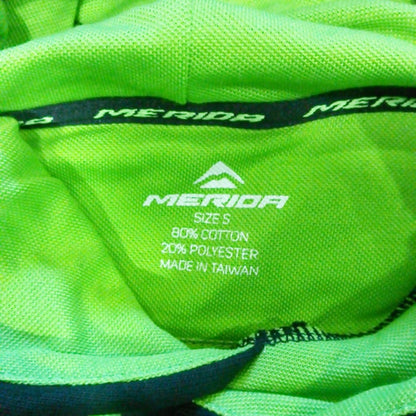 MERIDA MERIDA
MERIDA
SIZE S
80% COTTON
20% POLYESTER
MADE IN TAIWAN